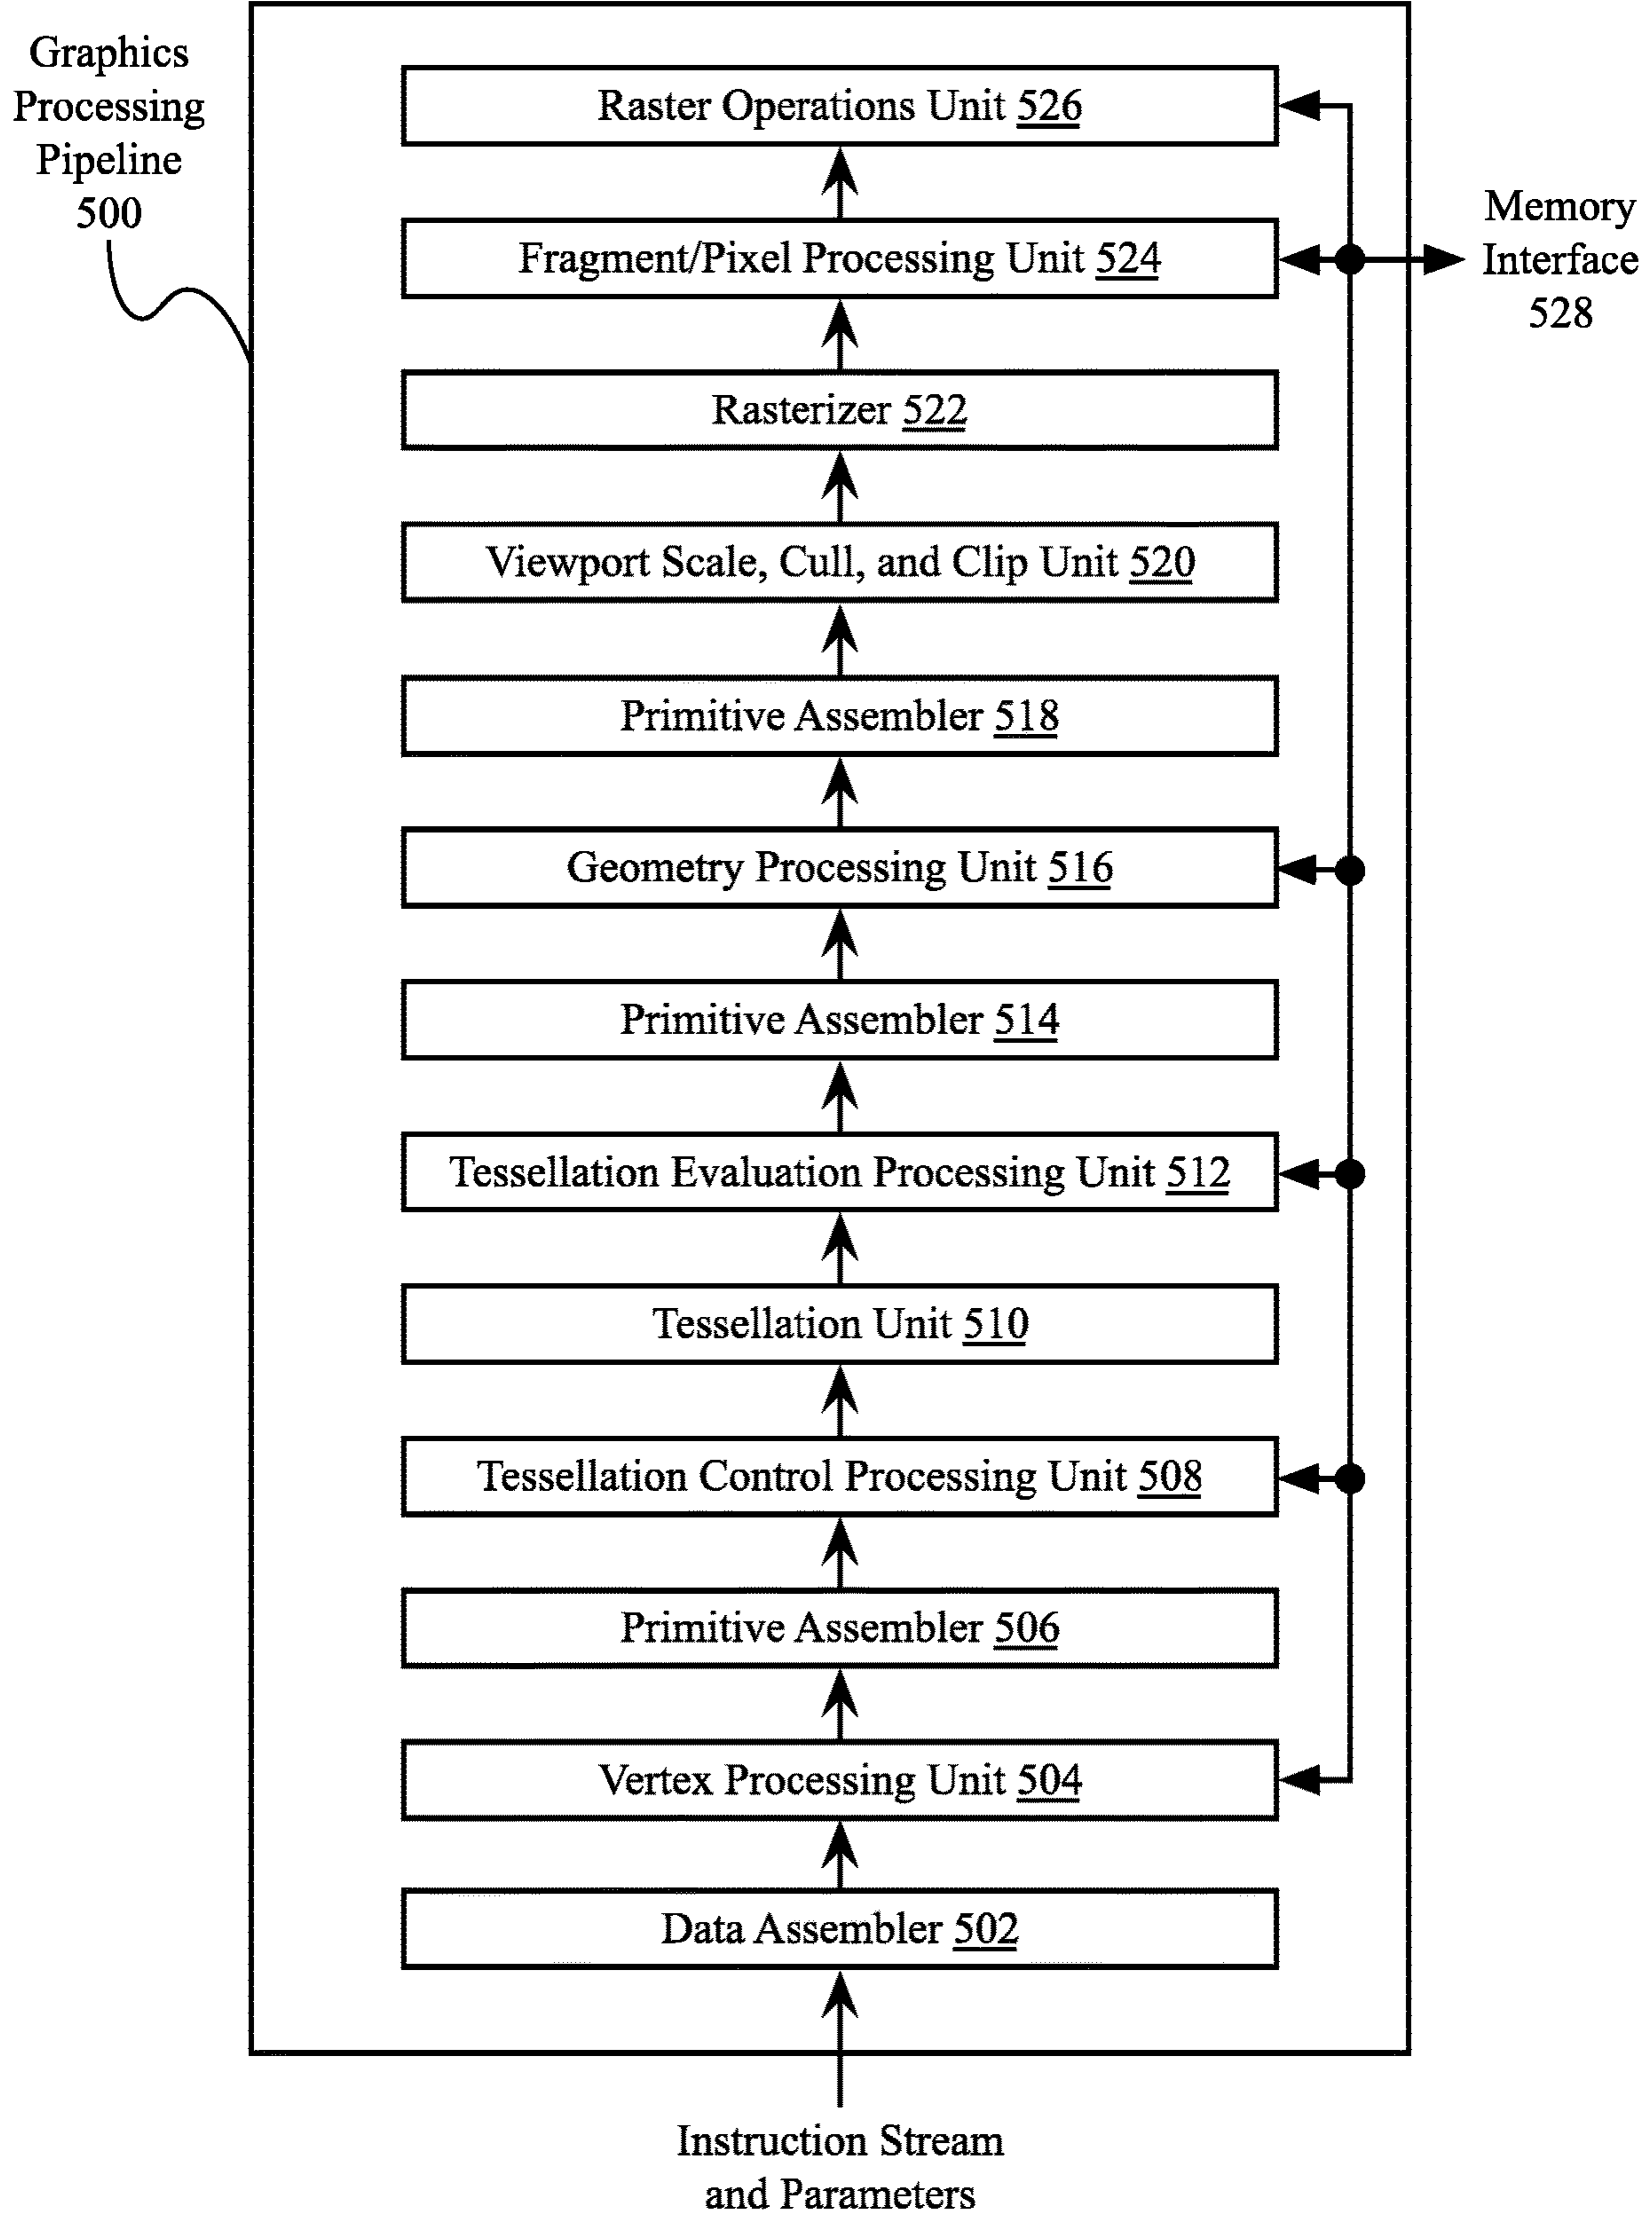 Graphics
Processing
Pipeline
500
Raster Operations Unit 526
Memory
Interface
528
Fragment/Pixel Processing Unit 524
Rasterizer 522
Viewport Scale, Cull, and Clip Unit 520
Primitive Assembler 518
Geometry Processing Unit 516
Primitive Assembler 514
Tessellation Evaluation Processing Unit 512
Tessellation Unit 510
Tessellation Control Processing Unit 508
Primitive Assembler 506
Vertex Processing Unit 504
Data Assembler 502
Instruction Stream
and Parameters